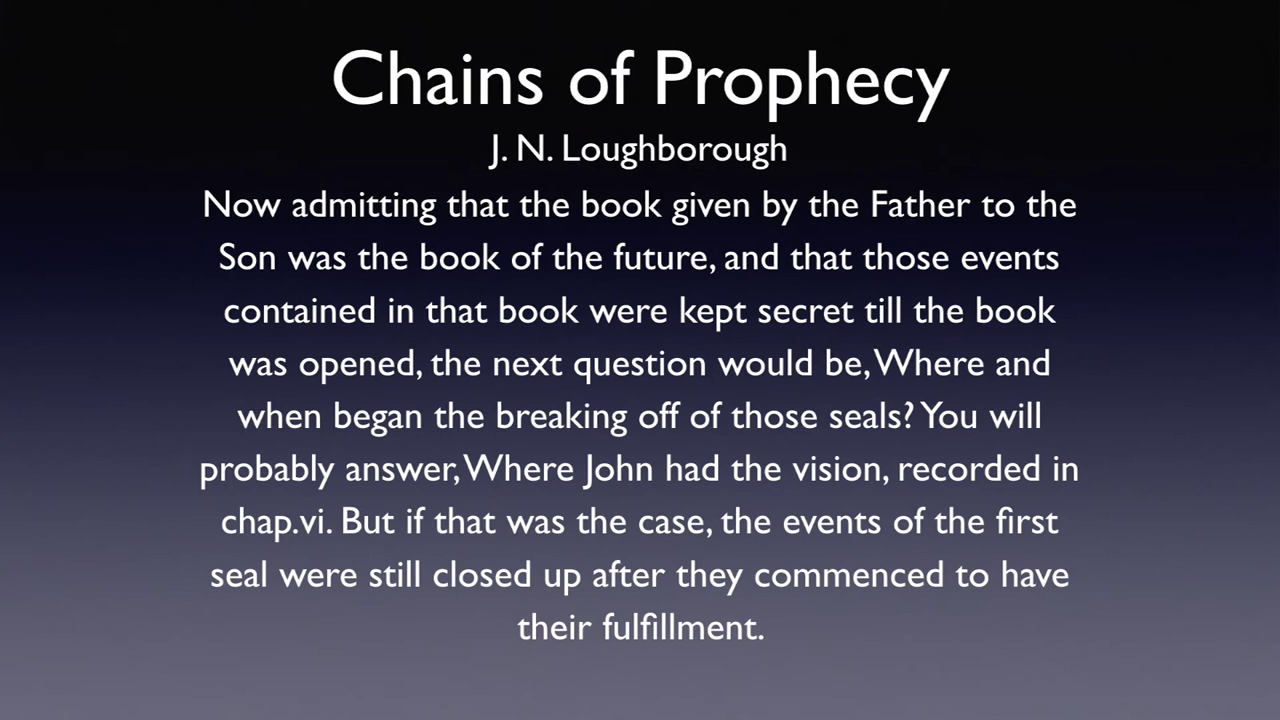 Chains of Prophecy
J. N. Loughborough
Now admitting that the book given by the Father to the
Son was the book of the future, and that those events
contained in that book were kept secret till the book
was opened, the next question would be, Where and
when began the breaking off of those seals? You will
probably answer, Where John had the vision, recorded in
chap.vi. But if that was the case, the events of the first
seal were still closed up after they commenced to have
their fulfillment.